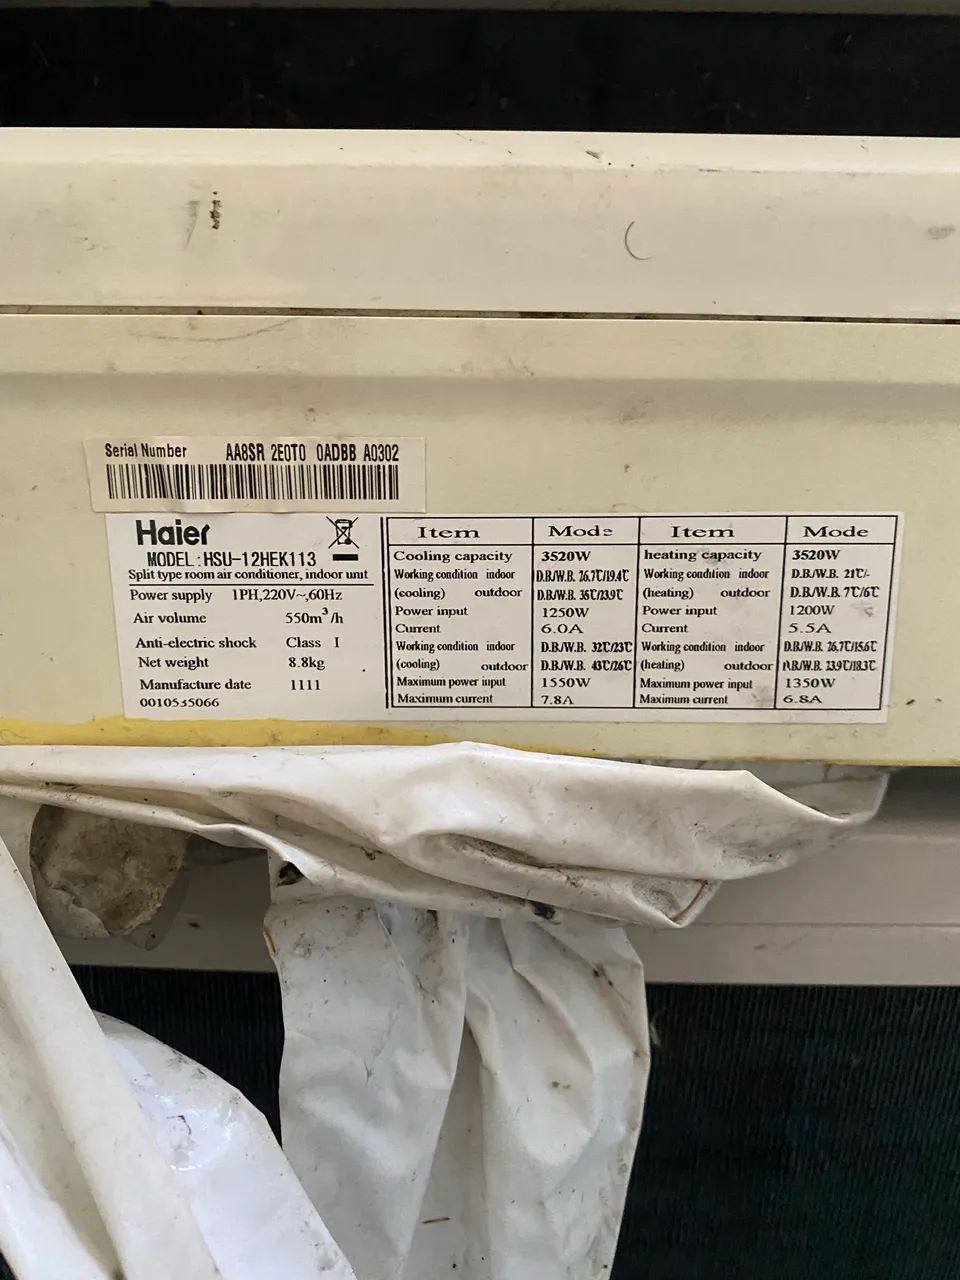 Serial Number AA8SR 2E0T0 0ADBB A0302
Haier
MODEL:HSU-12HEK113
Split type room air conditioner, indoor unit
Power supply 1PH,220V~,60Hz
Air volume 550m³/h
Anti-electric shock Class I
Net weight 8.8kg
Manufacture date 1111
0010535066
Item Mode Item Mode
Cooling capacity 3520W heating capacity 3520W
Working condition indoor D.B/W.B. 26.7℃/19.4℃ Working condition indoor D.B./W.B. 21℃/-
(cooling) outdoor D.B/W.B. 35℃/23.9℃ (heating) outdoor D.B./W.B. 7℃/6℃
Power input 1250W Power input 1200W
Current 6.0A Current 5.5A
Working condition indoor D.B./W.B. 32℃/23℃ Working condition indoor D.B./W.B. 26.7℃/15.6℃
(cooling) outdoor D.B./W.B. 43℃/26℃ (heating) outdoor D.B./W.B. 23.9℃/18.3℃
Maximum power input 1550W Maximum power input 1350W
Maximum current 7.8A Maximum current 6.8A